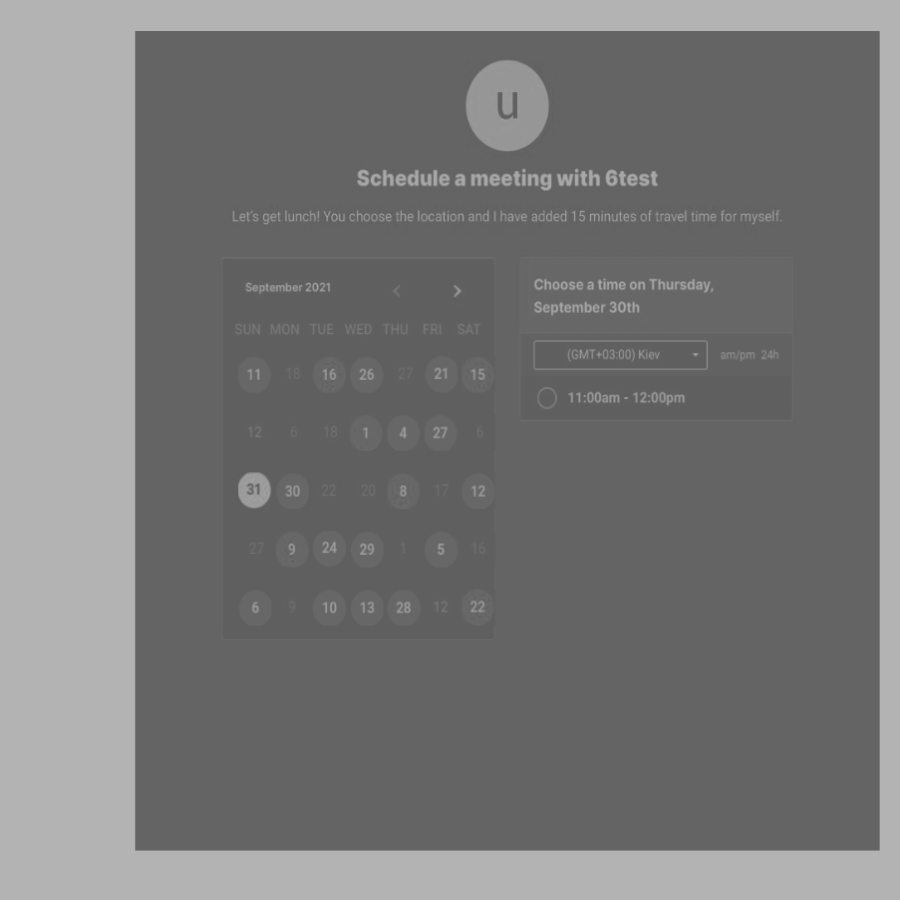 u
Schedule a meeting with 6test
Let's get lunch! You choose the location and I have added 15 minutes of travel time for myself.
September 2021
SUN MON TUE WED THU FRI SAT
11 18 16 26 27 21 15
12 6 18 1 4 27 6
31 30 22 20 8 17 12
27 9 24 29 1 5 16
6 9 10 13 28 12 22
Choose a time on Thursday,
September 30th
(GMT+03:00) Kiev am/pm 24h
11:00am - 12:00pm